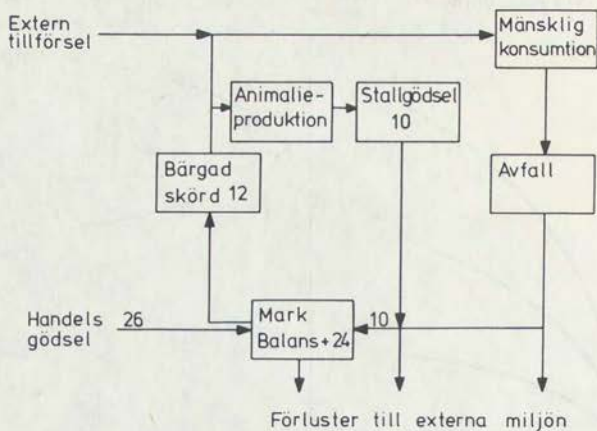 Extern
tillförsel
Mänsklig
konsumtion
Animalie-
produktion
Stallgödsel
10
Bärgad
skörd 12
Avfall
Handels
gödsel
26
Mark
Balans+24
10
Förluster till externa miljön